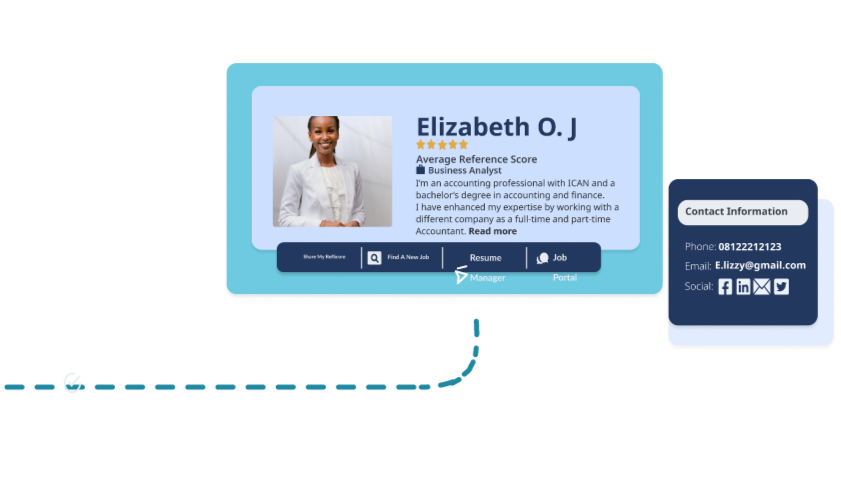 Elizabeth O. J
Average Reference Score
Business Analyst
I'm an accounting professional with ICAN and a
bachelor's degree in accounting and finance.
I have enhanced my expertise by working with a
different company as a full-time and part-time
Accountant. Read more
Share My Refscore
Find A New Job
Resume
Manager
Job
Portal
Contact Information
Phone: 08122212123
Email: E.lizzy@gmail.com
Social: